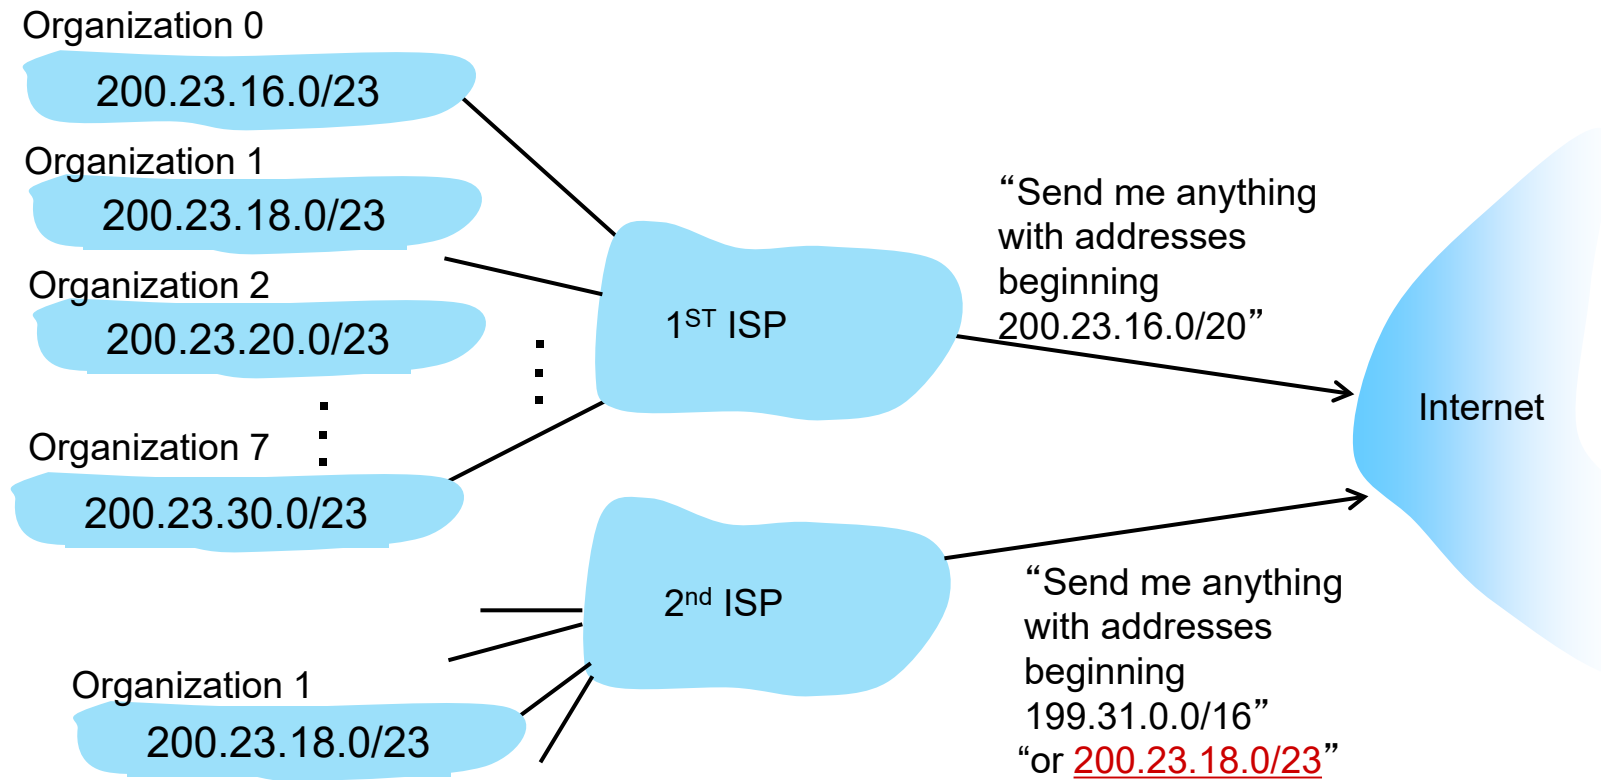 Organization 0
200.23.16.0/23
Organization 1
200.23.18.0/23
Organization 2
200.23.20.0/23
Organization 7
200.23.30.0/23
1ST ISP
“Send me anything
with addresses
beginning
200.23.16.0/20”
Internet
2nd ISP
Organization 1
200.23.18.0/23
“Send me anything
with addresses
beginning
199.31.0.0/16”
“or 200.23.18.0/23”